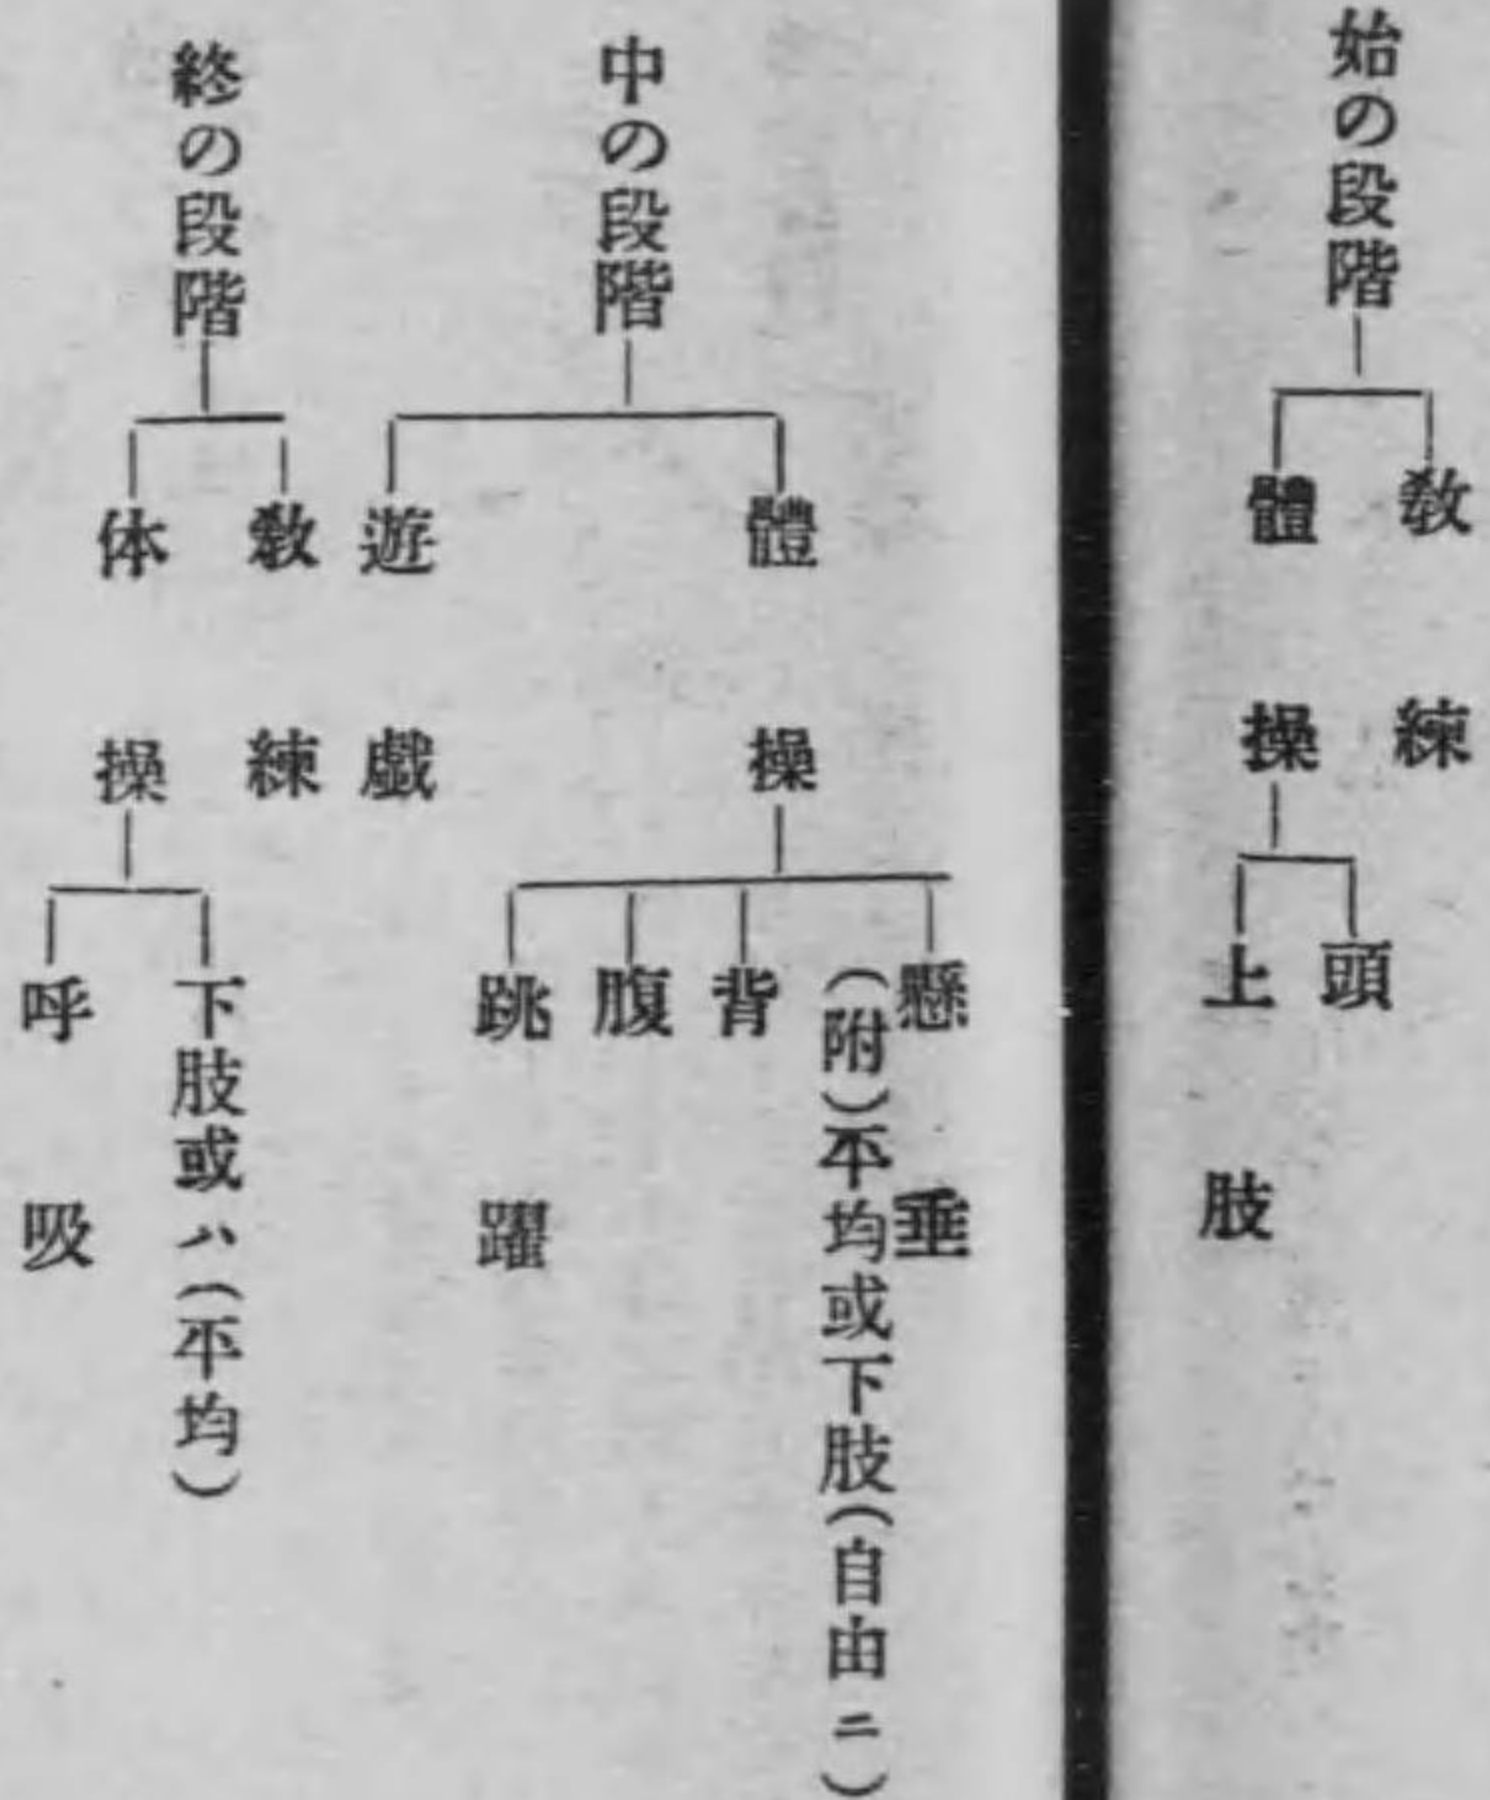 始の段階
教練
體操
頭
上肢
中の段階
體操
懸垂
(附)平均或下肢(自由ニ)
背
腹
跳躍
遊戯
終の段階
教練
体操
下肢或ハ(平均)
呼吸